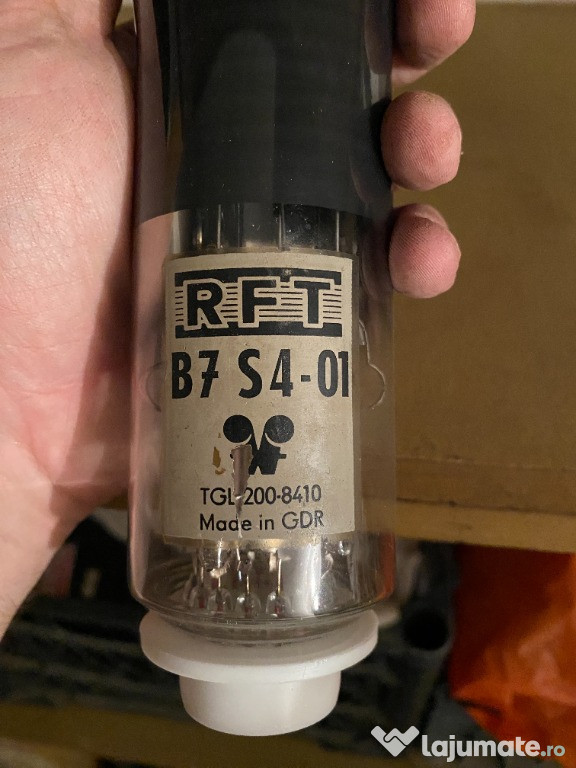 RFT
B7 S4-01
TGL 200-8410
Made in GDR
lajumate.ro